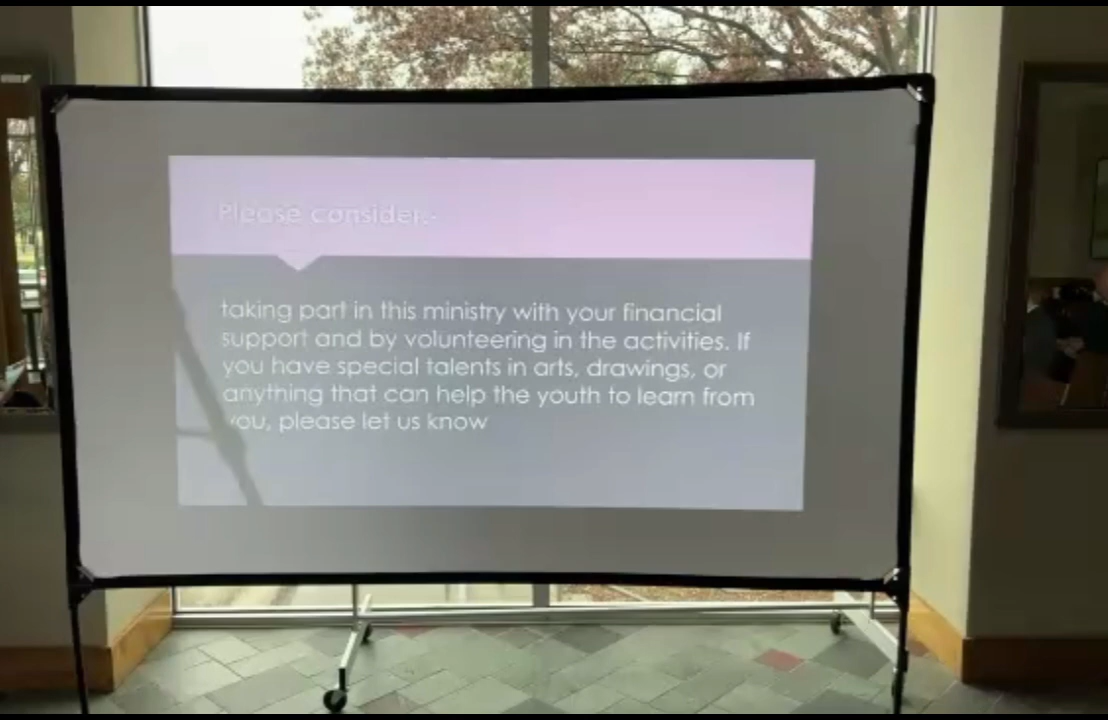 Please consider:-
taking part in this ministry with your financial
support and by volunteering in the activities. If
you have special talents in arts, drawings, or
anything that can help the youth to learn from
you, please let us know